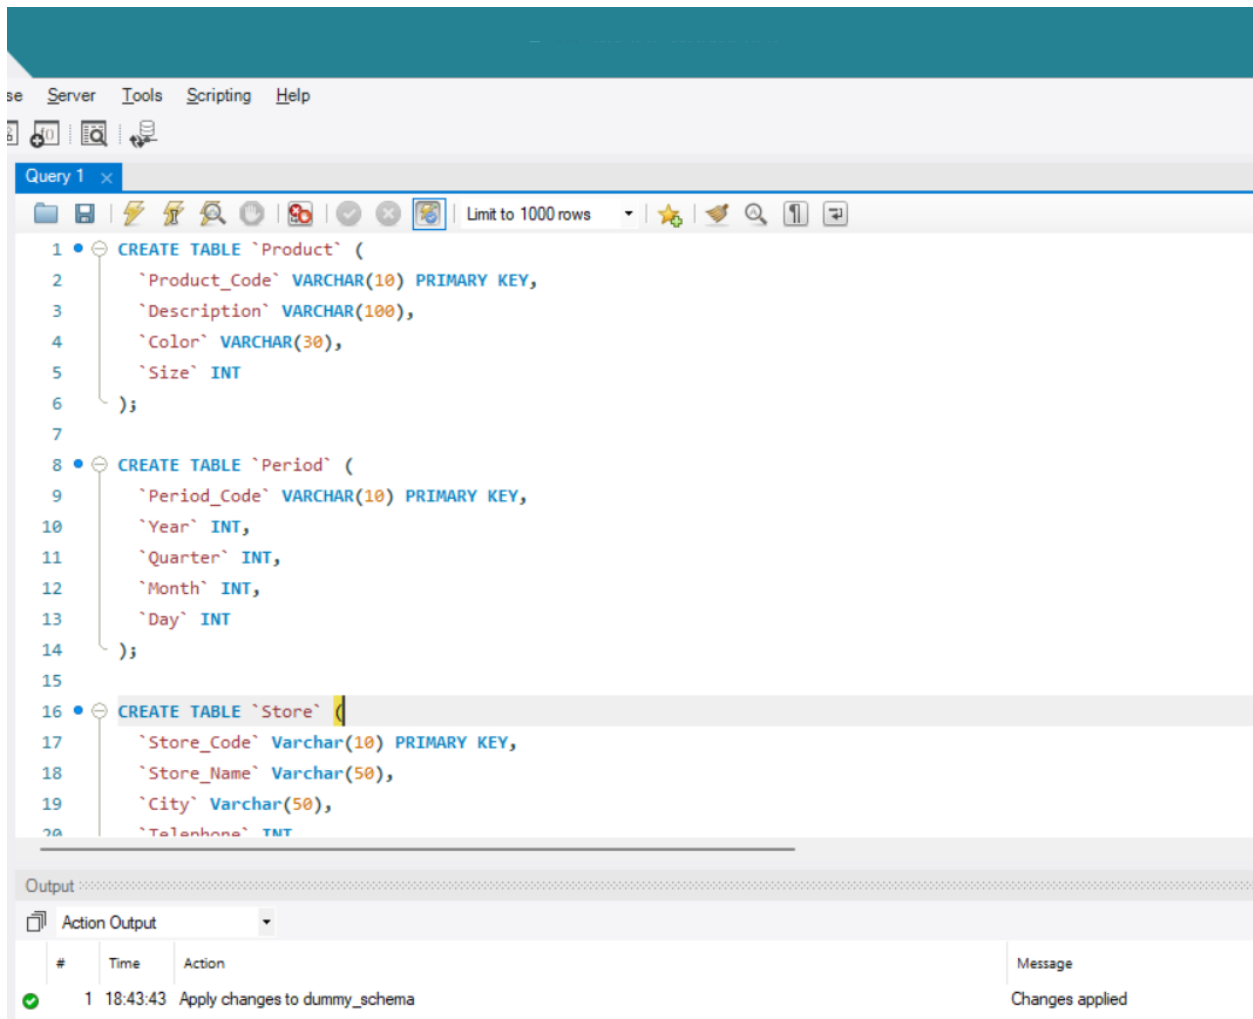 se Server Tools Scripting Help
Query 1
Limit to 1000 rows
1 CREATE TABLE `Product` (
2 `Product_Code` VARCHAR(10) PRIMARY KEY,
3 `Description` VARCHAR(100),
4 `Color` VARCHAR(30),
5 `Size` INT
6 );
7
8 CREATE TABLE `Period` (
9 `Period_Code` VARCHAR(10) PRIMARY KEY,
10 `Year` INT,
11 `Quarter` INT,
12 `Month` INT,
13 `Day` INT
14 );
15
16 CREATE TABLE `Store` (
17 `Store_Code` Varchar(10) PRIMARY KEY,
18 `Store_Name` Varchar(50),
19 `City` Varchar(50),
20 `Telephone` INT
Output
Action Output
# Time Action Message
1 18:43:43 Apply changes to dummy_schema Changes applied